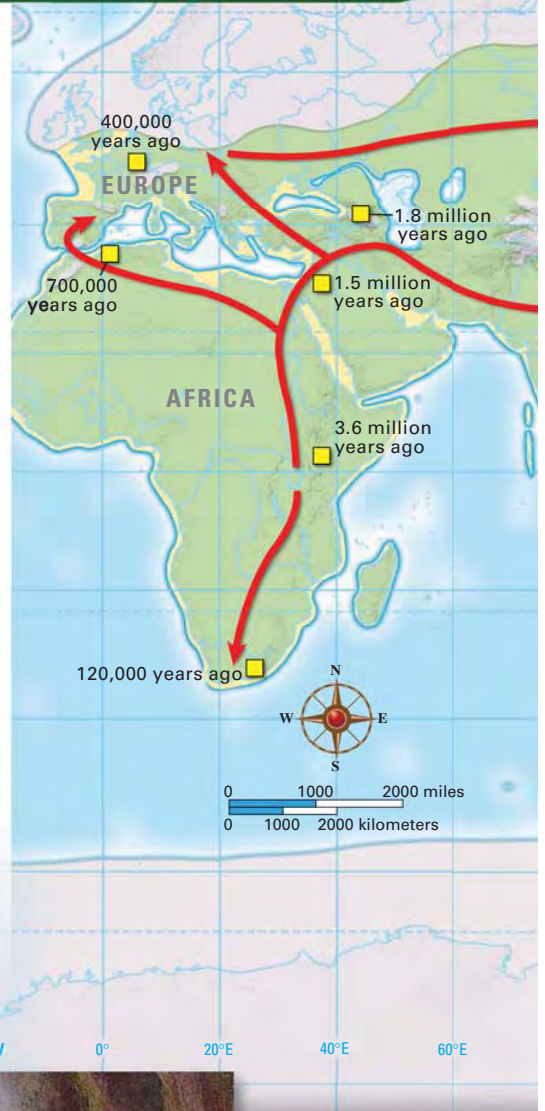 400,000
years ago
EUROPE
1.8 million
years ago
700,000
years ago
1.5 million
years ago
AFRICA
3.6 million
years ago
120,000 years ago
N
W E
S
0 1000 2000 miles
0 1000 2000 kilometers
0° 20°E 40°E 60°E